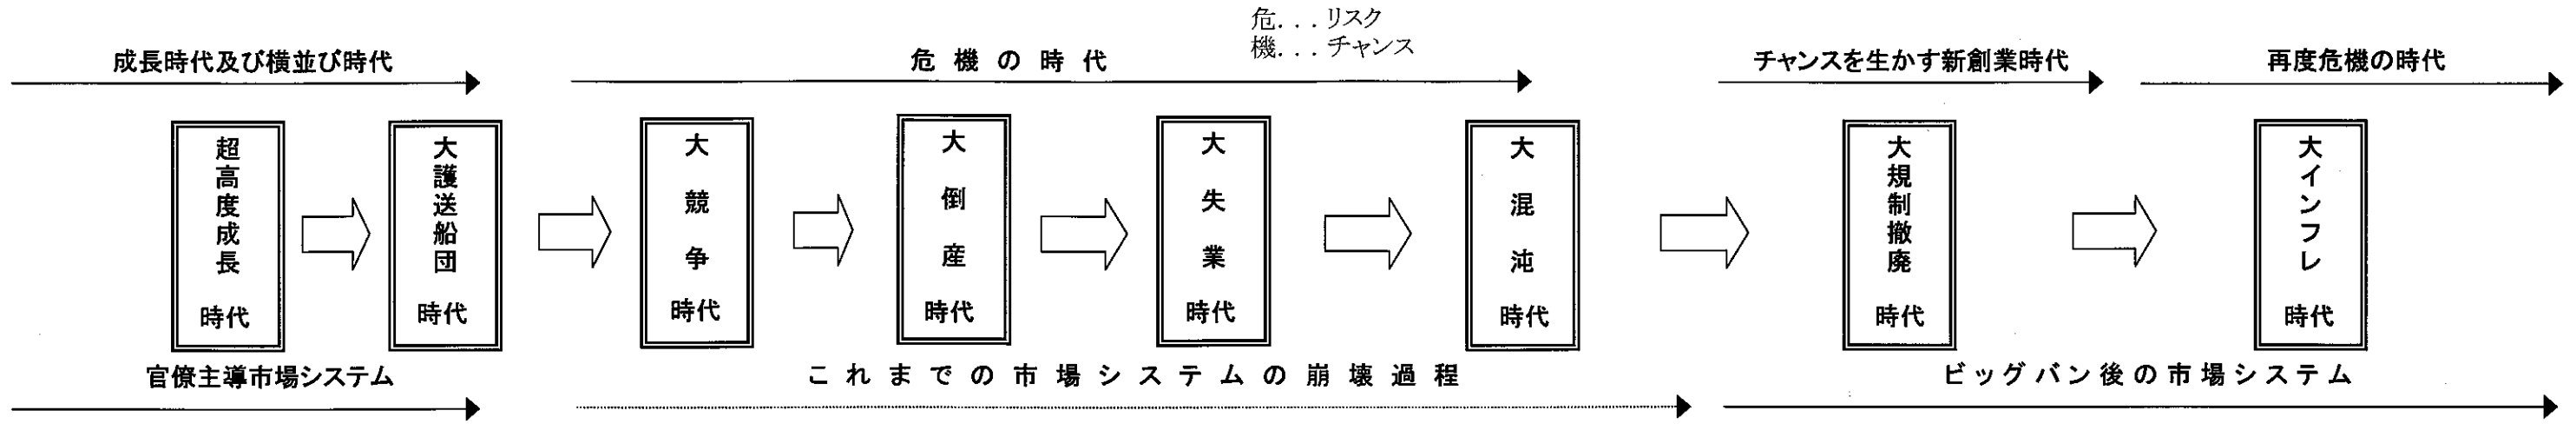 危...リスク
機...チャンス
成長時代及び横並び時代
危機の時代
チャンスを生かす新創業時代
再度危機の時代
超高度成長
時代
大護送船団
時代
大競争
時代
大倒産
時代
大失業
時代
大混沌
時代
大規制撤廃
時代
大インフレ
時代
官僚主導市場システム
これまでの市場システムの崩壊過程
ビッグバン後の市場システム